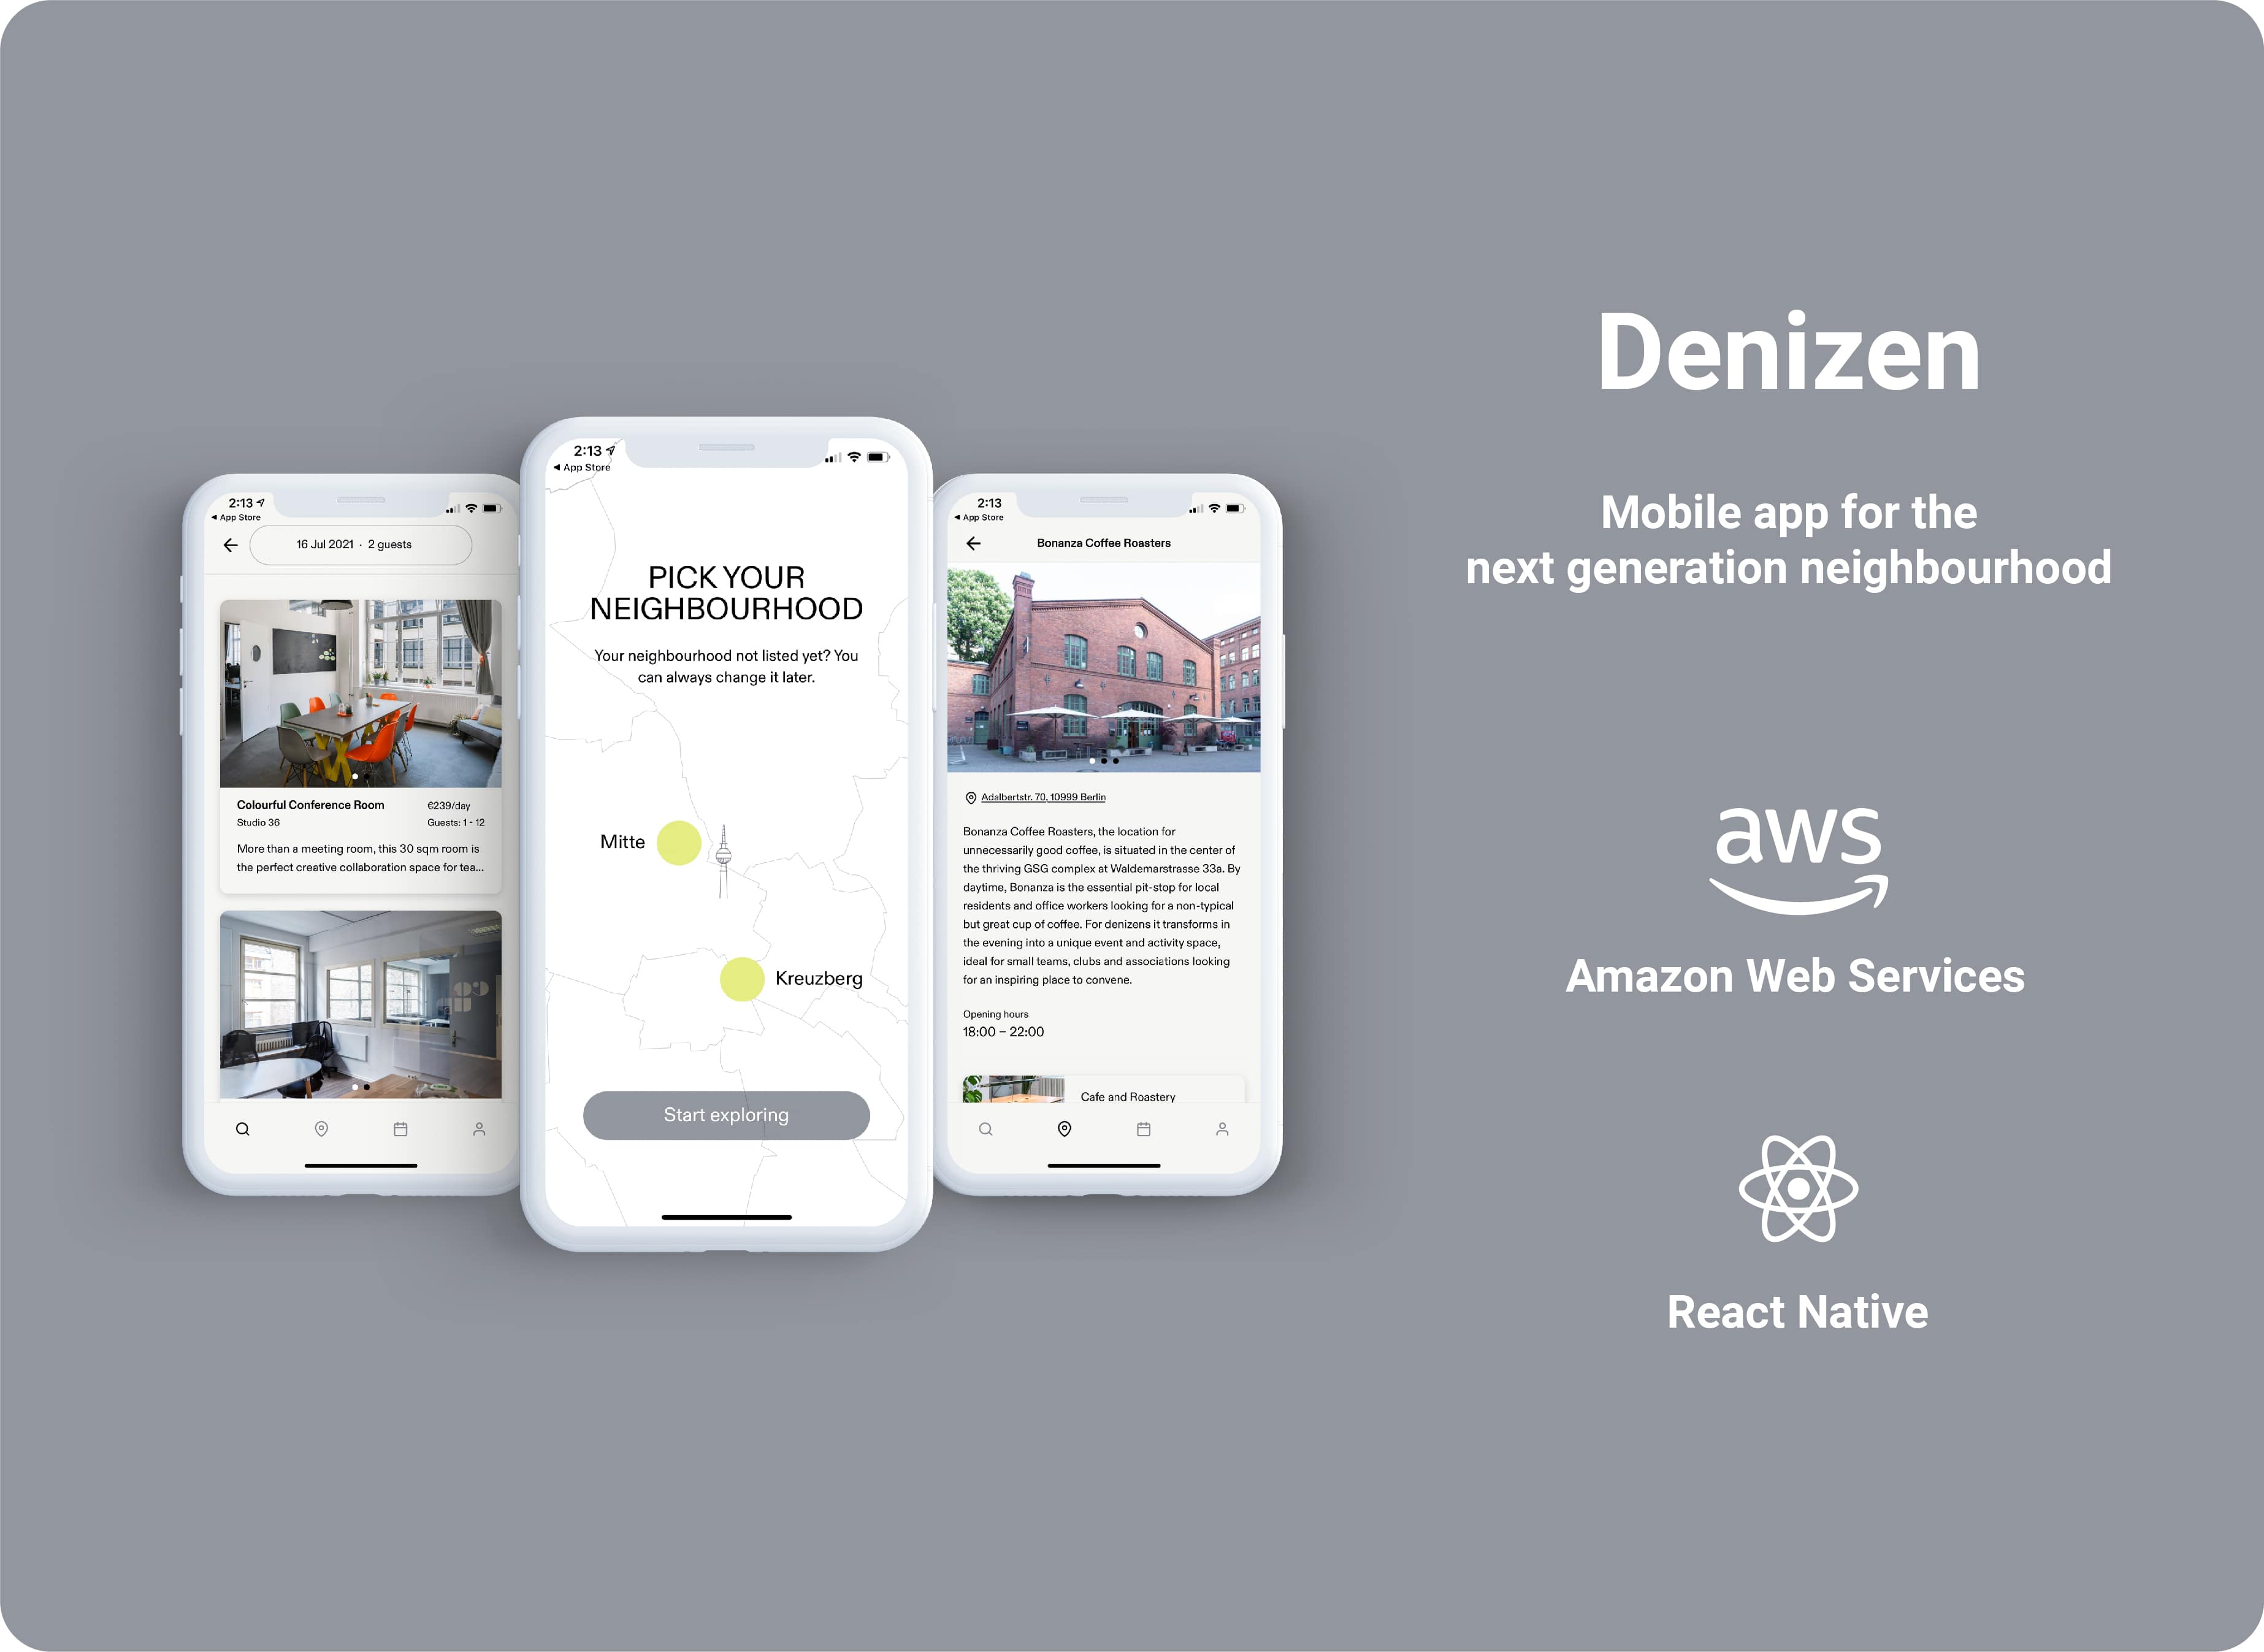 2:13
◀ App Store
16 Jul 2021 · 2 guests
Colourful Conference Room
€239/day
Studio 36
Guests: 1 - 12
More than a meeting room, this 30 sqm room is
the perfect creative collaboration space for tea...
2:13
◀ App Store
PICK YOUR
NEIGHBOURHOOD
Your neighbourhood not listed yet? You
can always change it later.
Mitte
Kreuzberg
Start exploring
2:13
◀ App Store
Bonanza Coffee Roasters
Adalbertstr. 70, 10999 Berlin
Bonanza Coffee Roasters, the location for
unnecessarily good coffee, is situated in the center of
the thriving GSG complex at Waldemarstrasse 33a. By
daytime, Bonanza is the essential pit-stop for local
residents and office workers looking for a non-typical
but great cup of coffee. For denizens it transforms in
the evening into a unique event and activity space,
ideal for small teams, clubs and associations looking
for an inspiring place to convene.
Opening hours
18:00 – 22:00
Cafe and Roastery
Denizen
Mobile app for the
next generation neighbourhood
aws
Amazon Web Services
React Native